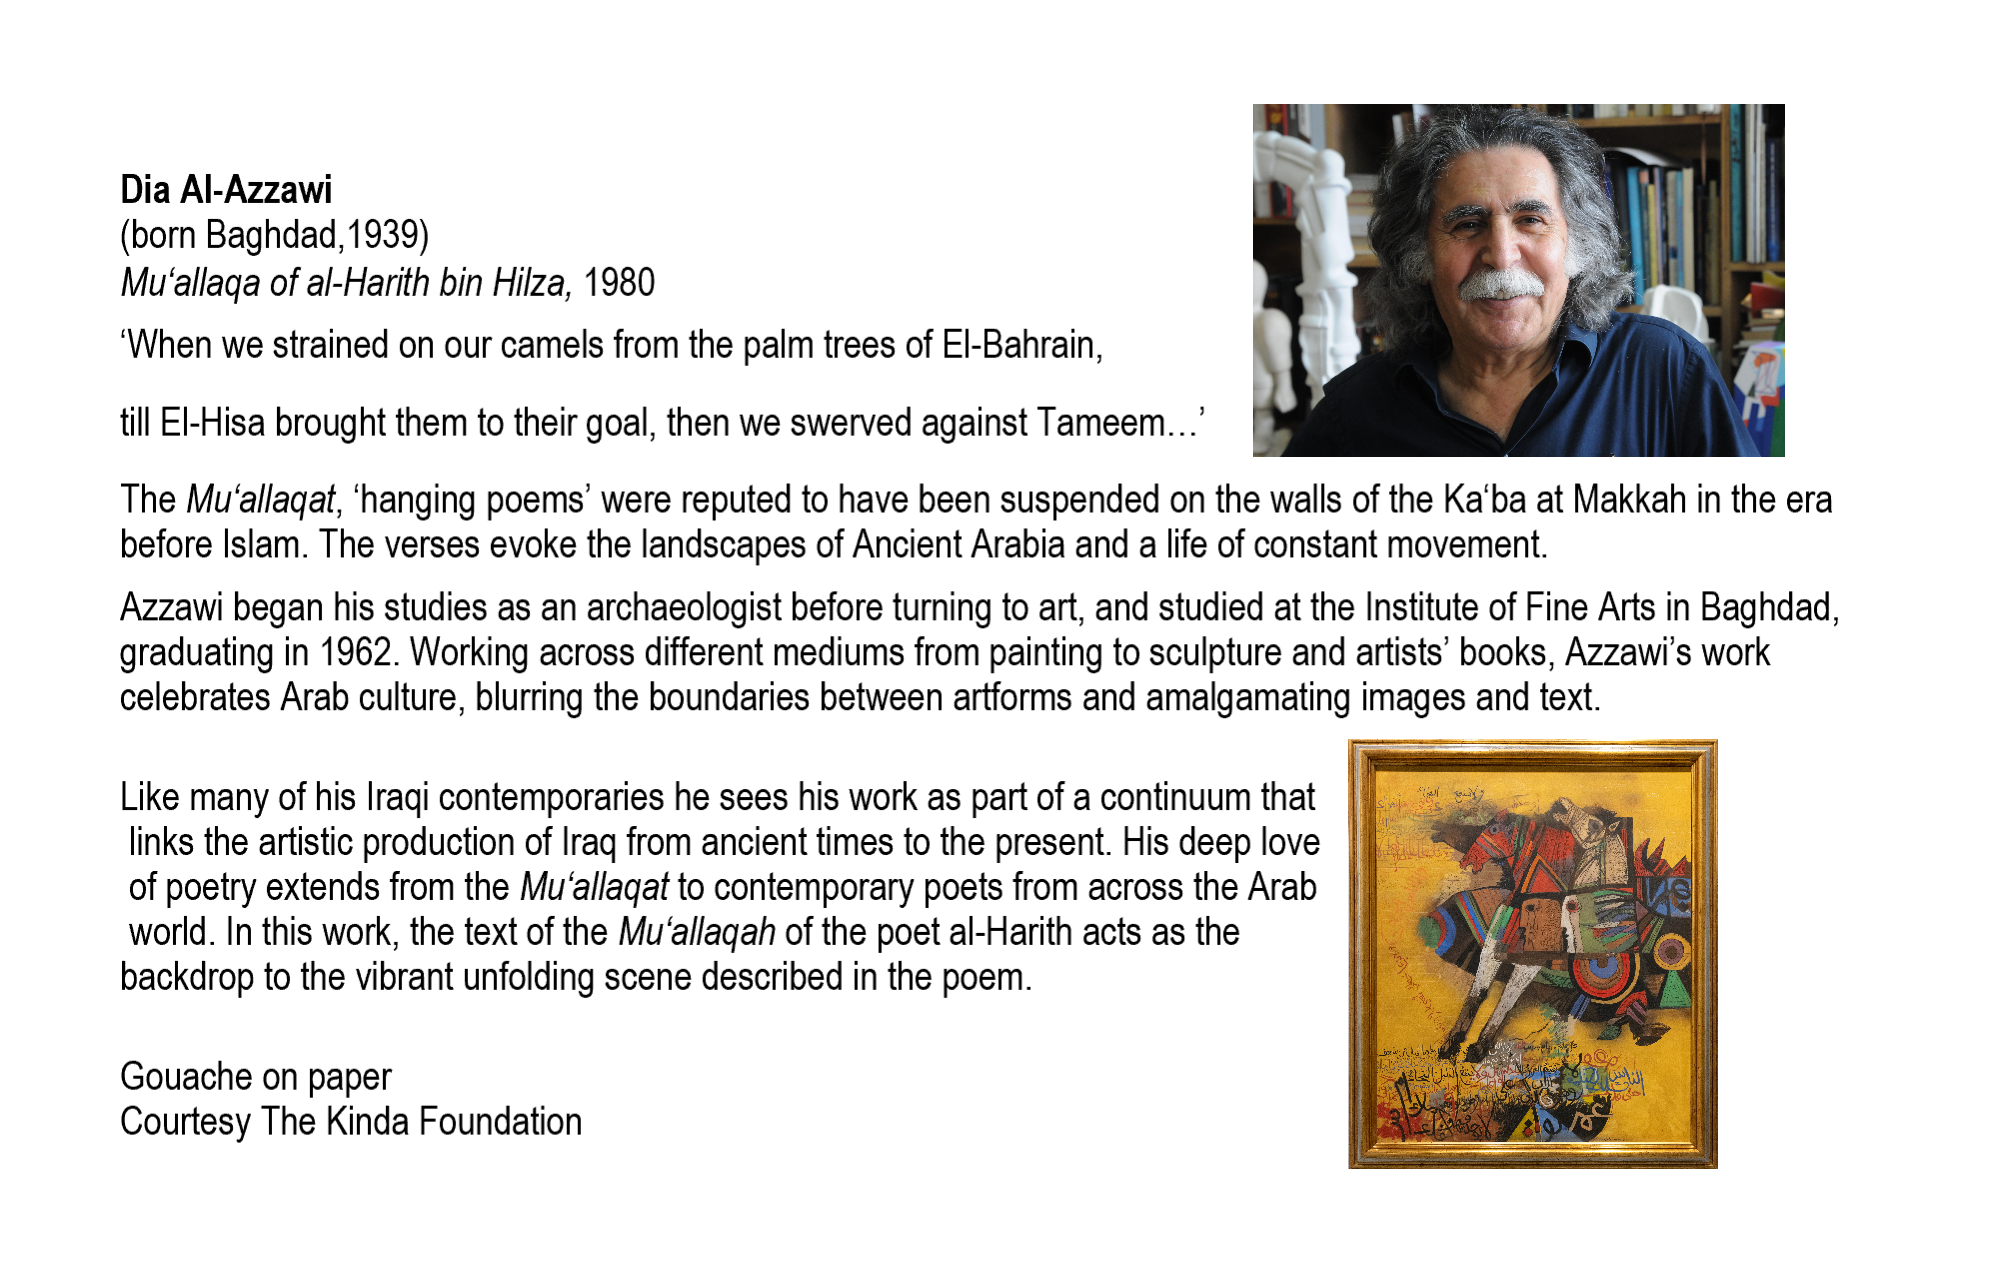 Dia Al-Azzawi
(born Baghdad,1939)
Mu‘allaqa of al-Harith bin Hilza, 1980
‘When we strained on our camels from the palm trees of El-Bahrain,
till El-Hisa brought them to their goal, then we swerved against Tameem…’
The Mu‘allaqat, ‘hanging poems’ were reputed to have been suspended on the walls of the Ka‘ba at Makkah in the era
before Islam. The verses evoke the landscapes of Ancient Arabia and a life of constant movement.
Azzawi began his studies as an archaeologist before turning to art, and studied at the Institute of Fine Arts in Baghdad,
graduating in 1962. Working across different mediums from painting to sculpture and artists’ books, Azzawi’s work
celebrates Arab culture, blurring the boundaries between artforms and amalgamating images and text.
Like many of his Iraqi contemporaries he sees his work as part of a continuum that
links the artistic production of Iraq from ancient times to the present. His deep love
of poetry extends from the Mu‘allaqat to contemporary poets from across the Arab
world. In this work, the text of the Mu‘allaqah of the poet al-Harith acts as the
backdrop to the vibrant unfolding scene described in the poem.
Gouache on paper
Courtesy The Kinda Foundation